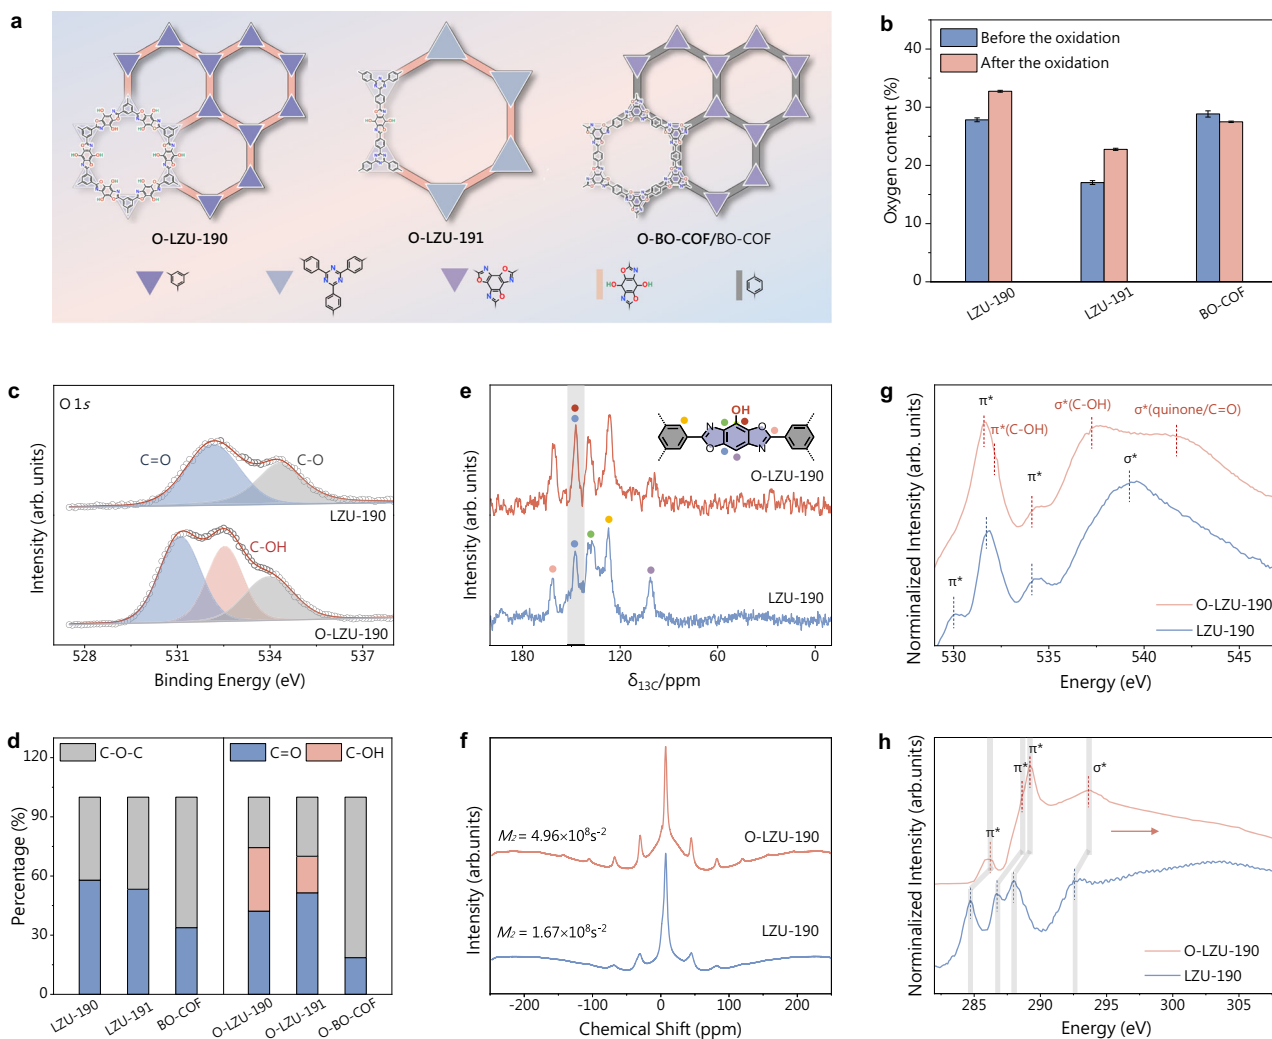 a
O-LZU-190
O-LZU-191
O-BO-COF/BO-COF
b
Oxygen content (%)
40
30
20
10
0
Before the oxidation
After the oxidation
LZU-190
LZU-191
BO-COF
c
O 1s
C=O
C-O
LZU-190
C-OH
O-LZU-190
Intensity (arb. units)
528
531
534
537
Binding Energy (eV)
d
C-O-C
C=O
C-OH
Percentage (%)
120
90
60
30
0
LZU-190
LZU-191
BO-COF
O-LZU-190
O-LZU-191
O-BO-COF
e
Intensity (arb. units)
OH
O
N
N
O
O-LZU-190
LZU-190
180
120
60
0
δ13C/ppm
f
Intensity (arb.units)
M2 = 4.96×10⁸s⁻²
O-LZU-190
M2 = 1.67×10⁸s⁻²
LZU-190
-200
-100
0
100
200
Chemical Shift (ppm)
g
Norminalized Intensity (arb. units)
π*
π*(C-OH)
π*
σ*(C-OH)
σ*(quinone/C=O)
σ*
π*
O-LZU-190
LZU-190
530
535
540
545
Energy (eV)
h
Norminalized Intensity (arb.units)
π*
π*
π*
σ*
O-LZU-190
LZU-190
285
290
295
300
305
Energy (eV)